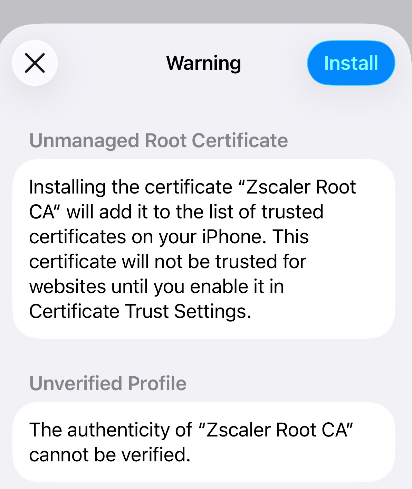 Warning
Install
Unmanaged Root Certificate
Installing the certificate “Zscaler Root
CA” will add it to the list of trusted
certificates on your iPhone. This
certificate will not be trusted for
websites until you enable it in
Certificate Trust Settings.
Unverified Profile
The authenticity of “Zscaler Root CA”
cannot be verified.